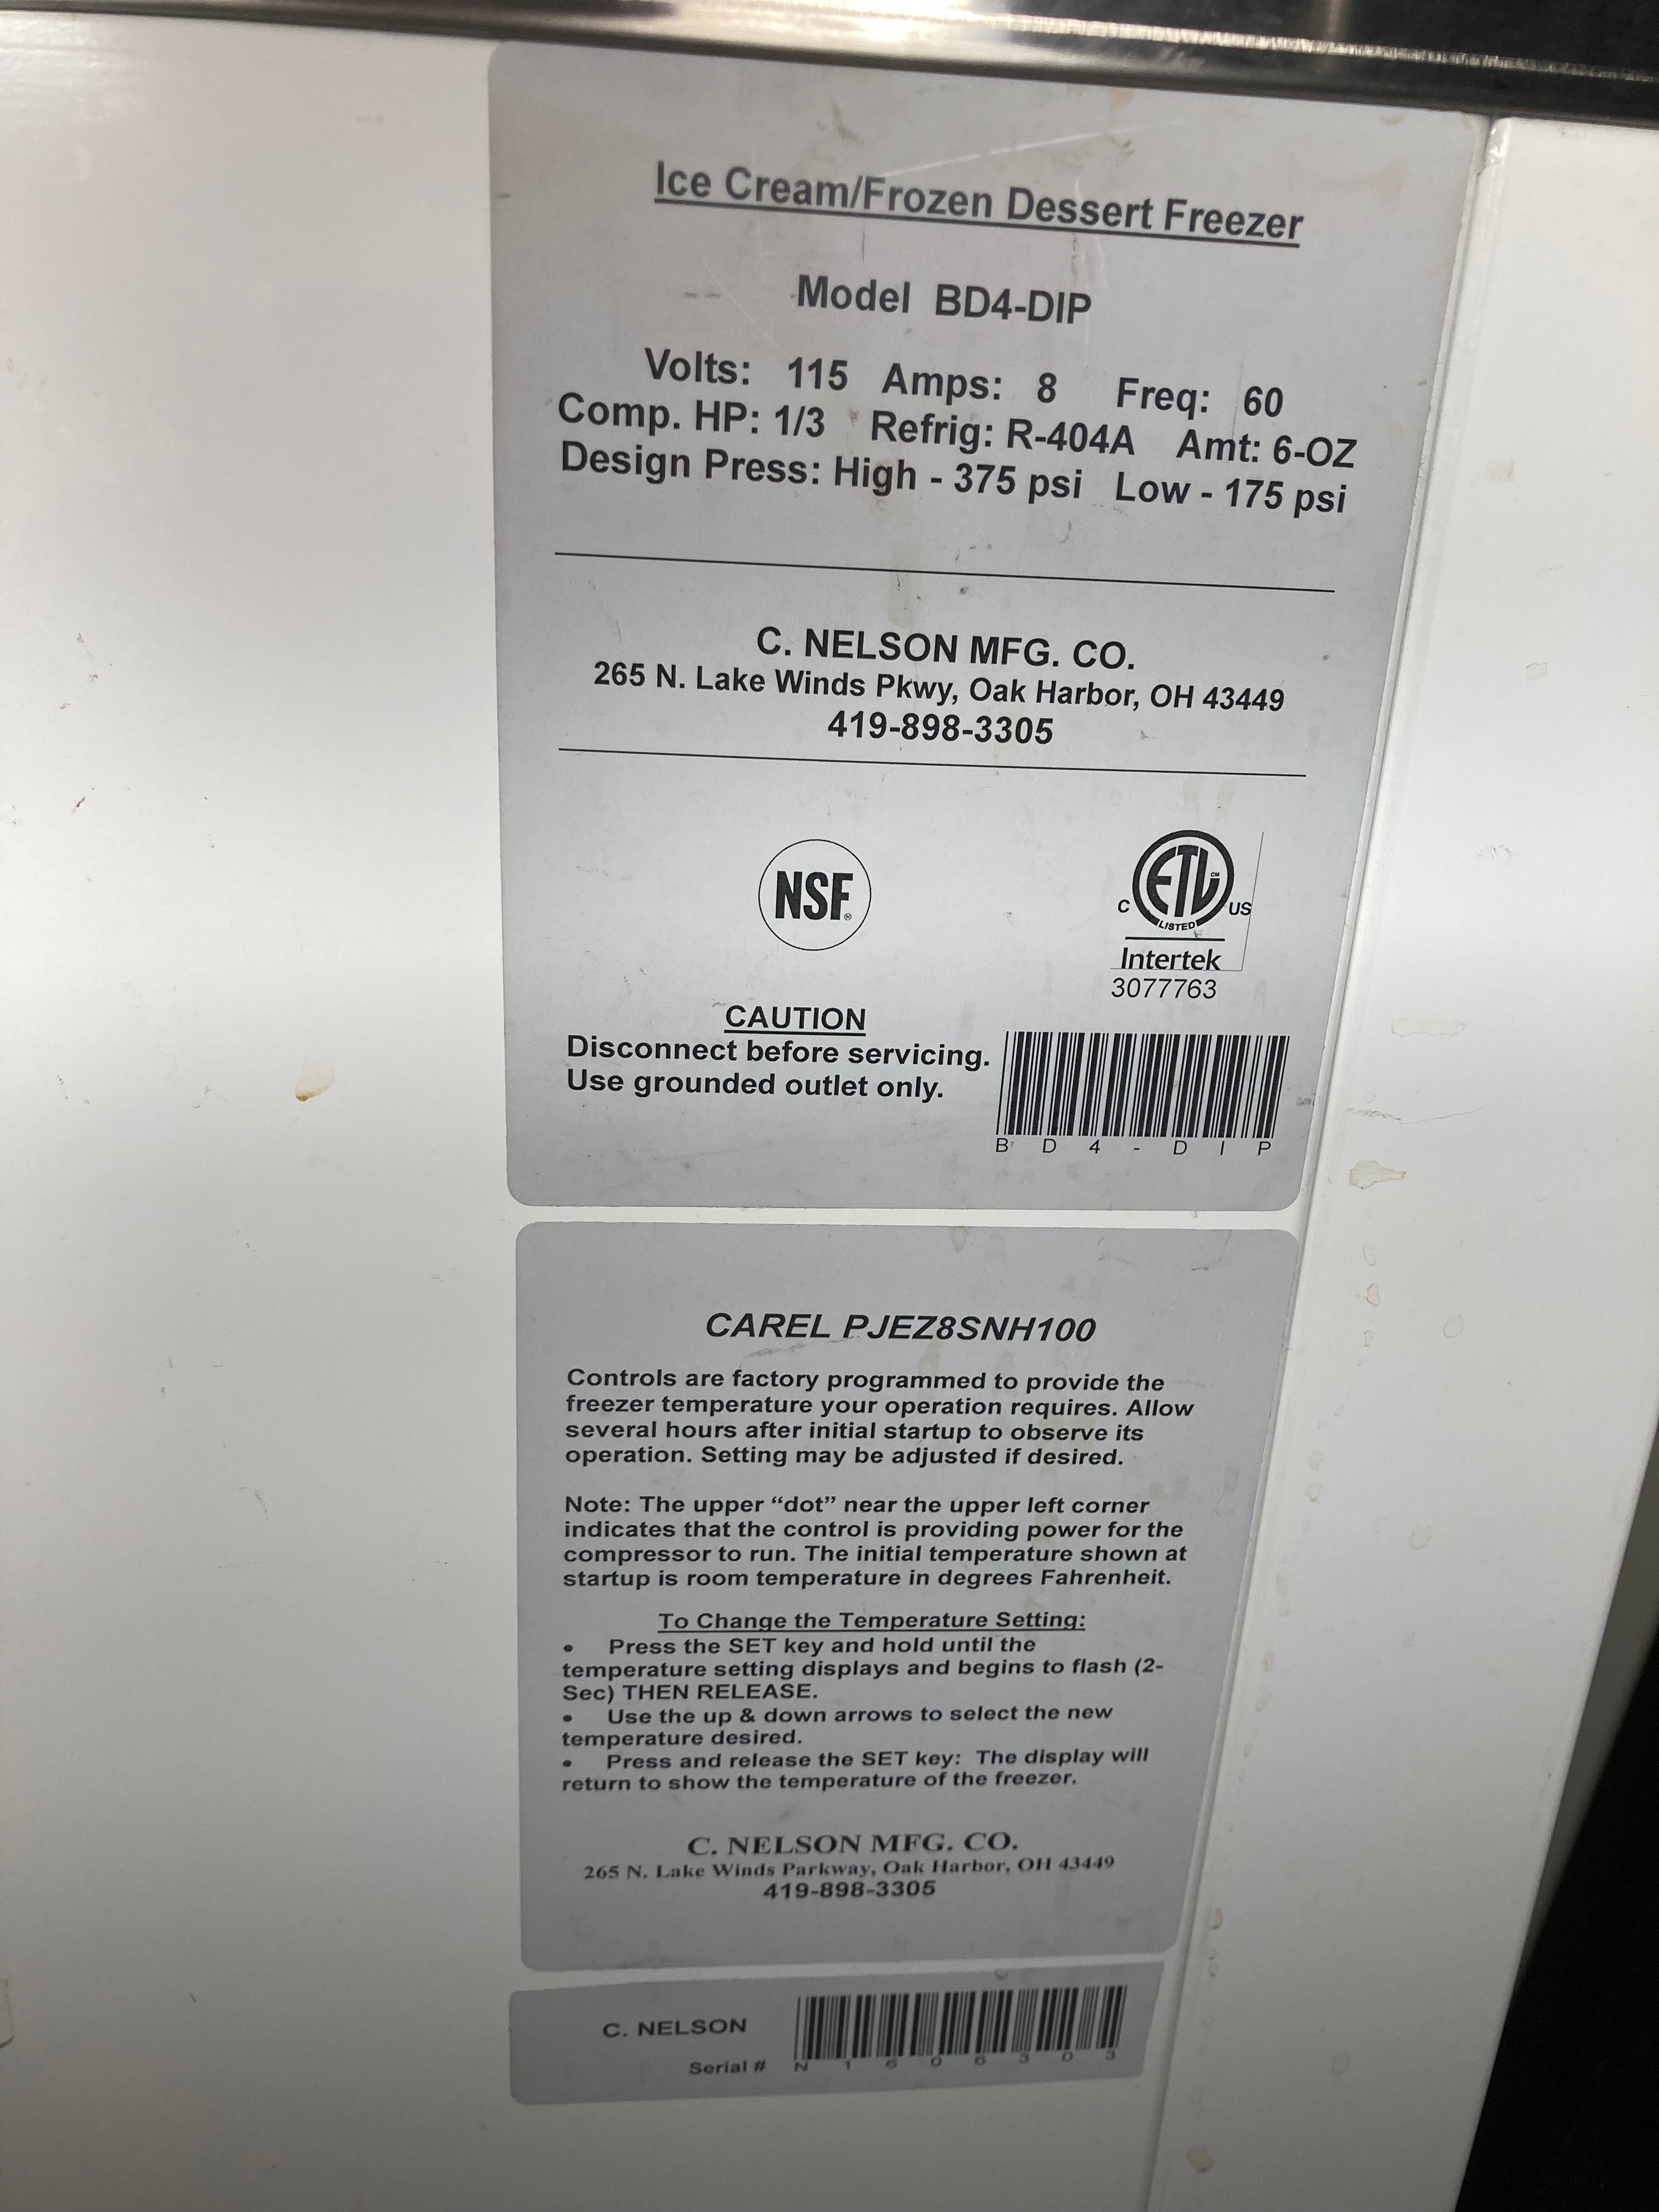 Ice Cream/Frozen Dessert Freezer
Model BD4-DIP
Volts: 115 Amps: 8 Freq: 60
Comp. HP: 1/3 Refrig: R-404A Amt: 6-OZ
Design Press: High - 375 psi Low - 175 psi
C. NELSON MFG. CO.
265 N. Lake Winds Pkwy, Oak Harbor, OH 43449
419-898-3305
NSF®
C ETL CM US
LISTED
Intertek
3077763
CAUTION
Disconnect before servicing.
Use grounded outlet only.
B D 4 - D I P
CAREL PJEZ8SNH100
Controls are factory programmed to provide the
freezer temperature your operation requires. Allow
several hours after initial startup to observe its
operation. Setting may be adjusted if desired.
Note: The upper “dot” near the upper left corner
indicates that the control is providing power for the
compressor to run. The initial temperature shown at
startup is room temperature in degrees Fahrenheit.
To Change the Temperature Setting:
• Press the SET key and hold until the
temperature setting displays and begins to flash (2-
Sec) THEN RELEASE.
• Use the up & down arrows to select the new
temperature desired.
• Press and release the SET key: The display will
return to show the temperature of the freezer.
C. NELSON MFG. CO.
265 N. Lake Winds Parkway, Oak Harbor, OH 43449
419-898-3305
C. NELSON
Serial # N 1 6 0 6 3 0 3